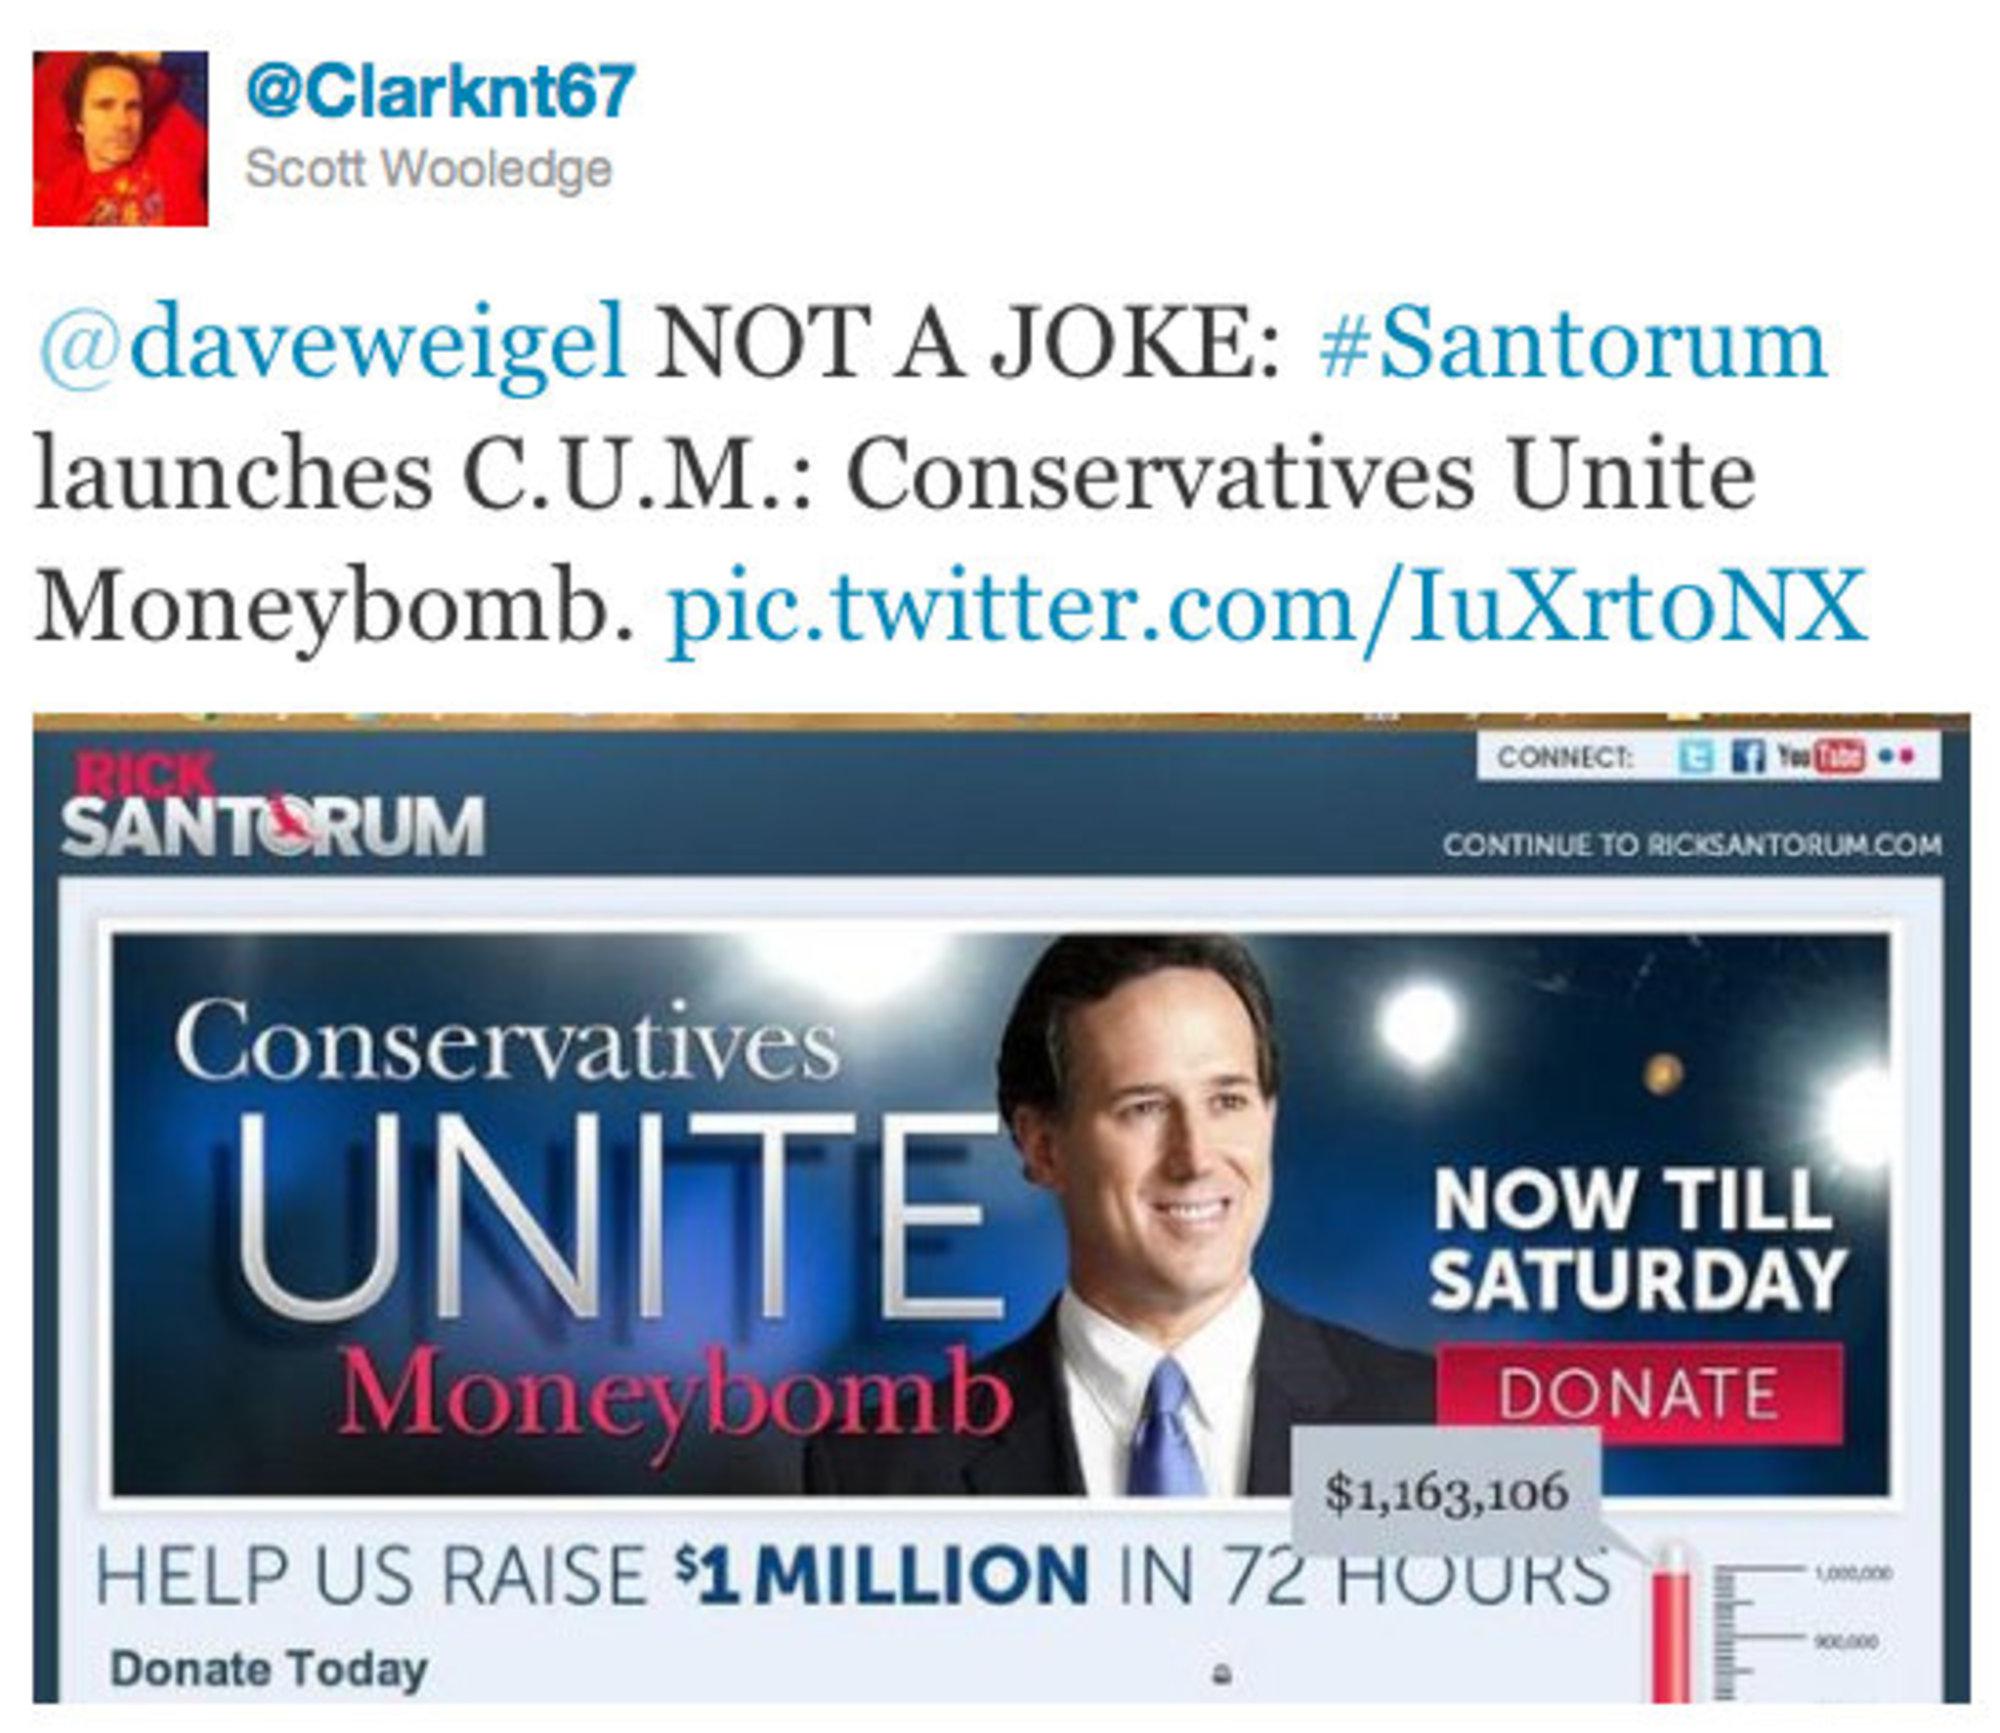 @Clarknt67
Scott Wooledge
@daveweigel NOT A JOKE: #Santorum
launches C.U.M.: Conservatives Unite
Moneybomb. pic.twitter.com/IuXrtoNX
RICK
SANTORUM
CONNECT: You Tube
CONTINUE TO RICKSANTORUM.COM
Conservatives
UNITE
Moneybomb
NOW TILL
SATURDAY
DONATE
$1,163,106
HELP US RAISE $1 MILLION IN 72 HOURS
1,000,000
900,000
Donate Today